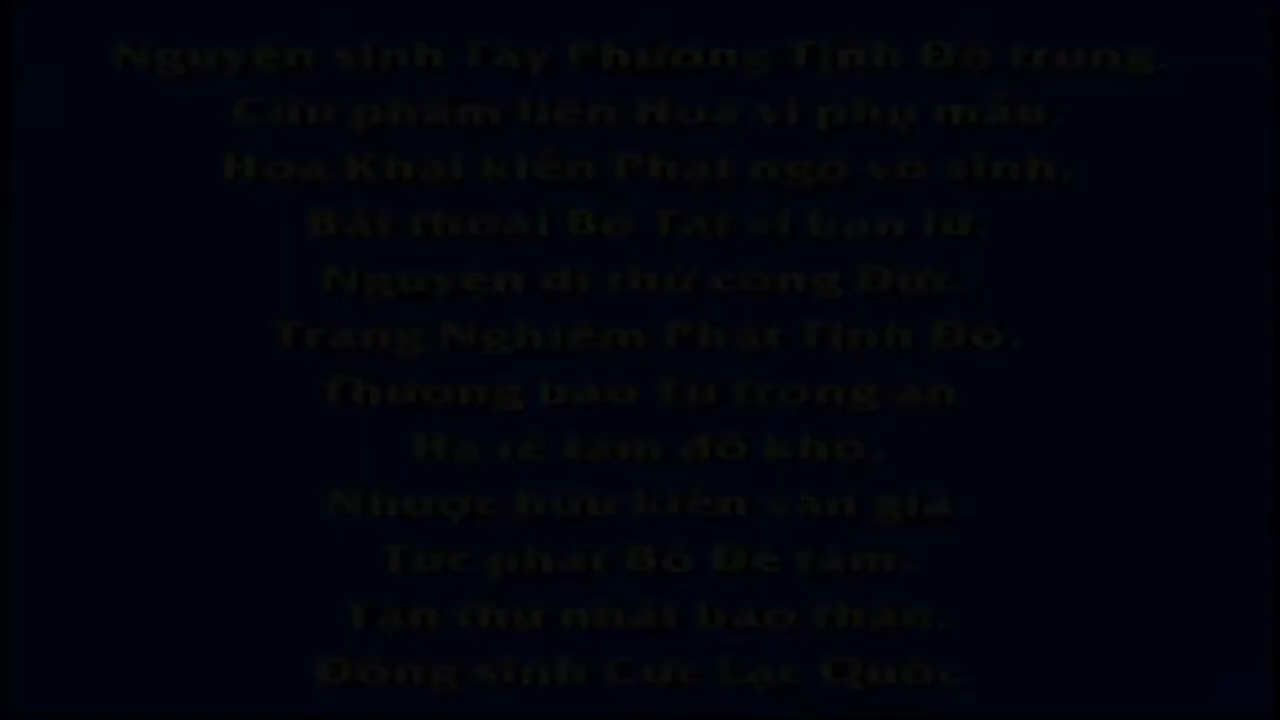 Nguyện sinh Tây Phương Tịnh Độ trung.
Cửu phẩm liên Hoa vi phụ mẫu.
Hoa Khai kiến Phật ngộ vô sinh.
Bất thoái Bồ Tát vi bạn lữ.
Nguyện dĩ thử công Đức.
Trang Nghiêm Phật Tịnh Độ.
Thượng báo Tứ trọng ân
Hạ tế tam đồ khổ.
Nhược hữu kiến văn giả
Tức phát Bồ Đề tâm.
Tận thử nhất báo thân.
Đồng sinh Cực Lạc Quốc